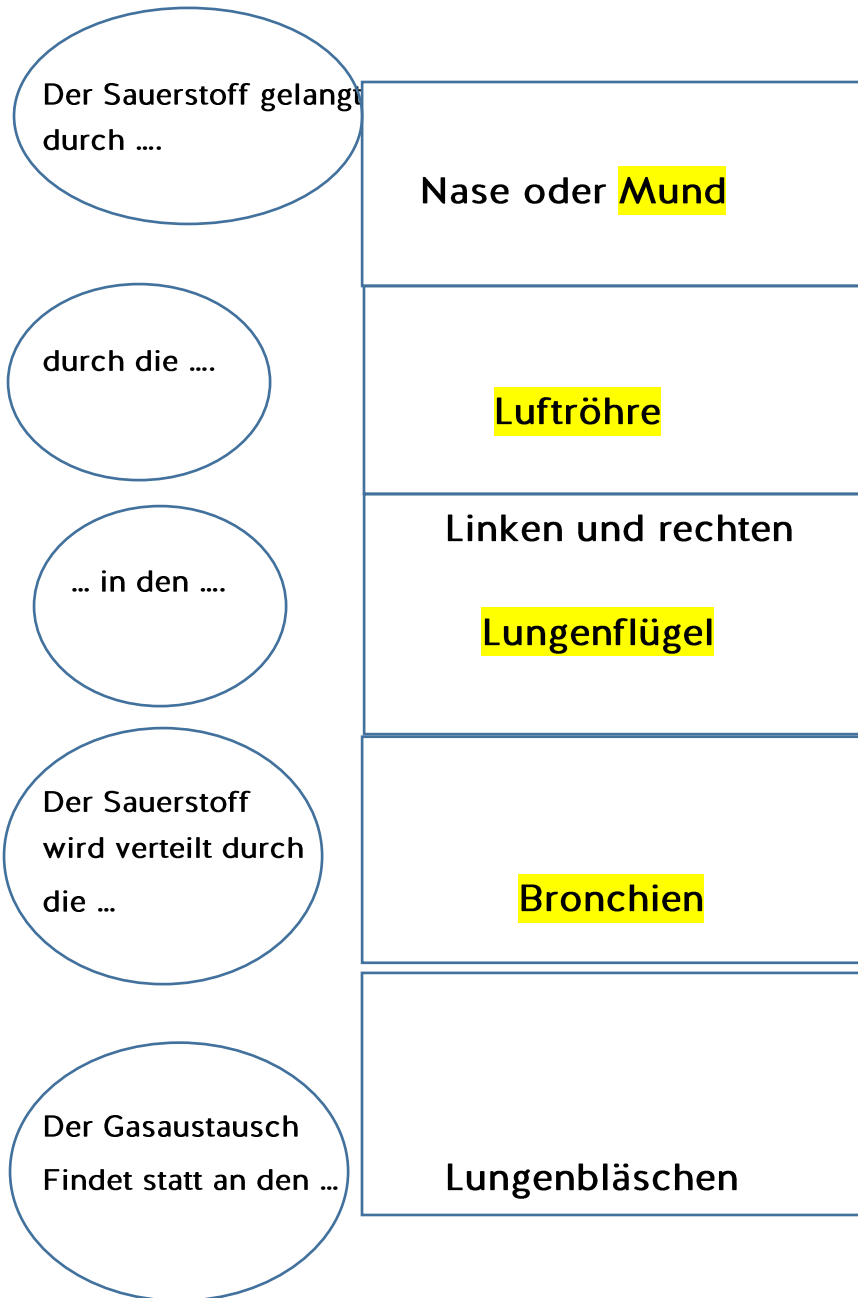 Der Sauerstoff gelangt
durch ....
Nase oder Mund
durch die ....
Luftröhre
... in den ....
Linken und rechten
Lungenflügel
Der Sauerstoff
wird verteilt durch
die ...
Bronchien
Der Gasaustausch
Findet statt an den ...
Lungenbläschen